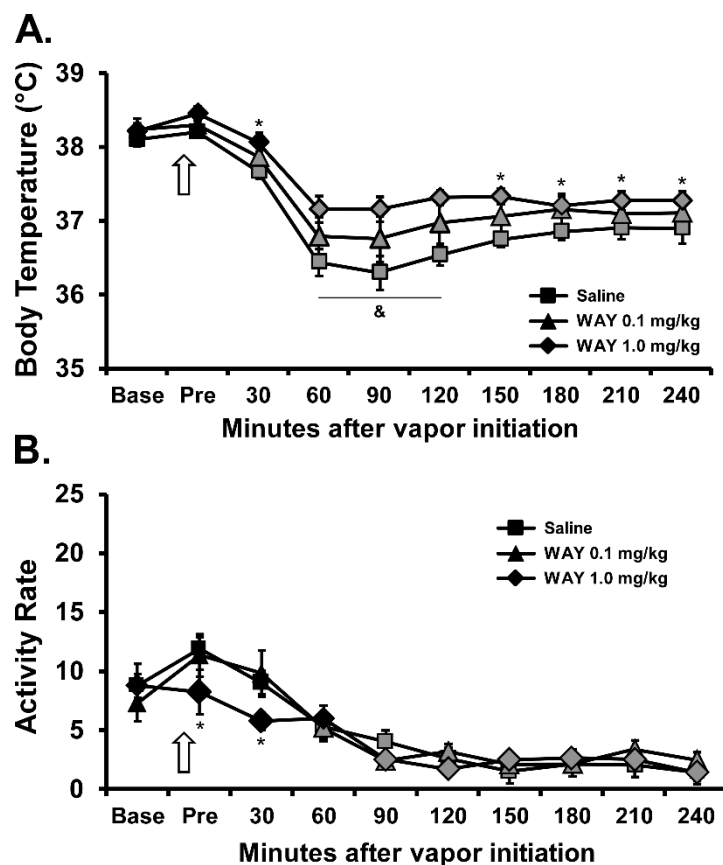 A.
Body Temperature (°C)
39
38
37
36
35
*
* * * *
&
Saline
WAY 0.1 mg/kg
WAY 1.0 mg/kg
Base Pre 30 60 90 120 150 180 210 240
Minutes after vapor initiation
B.
Activity Rate
25
20
15
10
5
0
* *
Saline
WAY 0.1 mg/kg
WAY 1.0 mg/kg
Base Pre 30 60 90 120 150 180 210 240
Minutes after vapor initiation